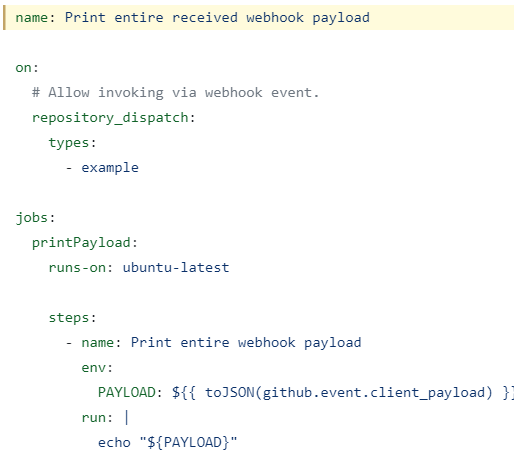 name: Print entire received webhook payload
on:
# Allow invoking via webhook event.
repository_dispatch:
types:
- example
jobs:
printPayload:
runs-on: ubuntu-latest
steps:
- name: Print entire webhook payload
env:
PAYLOAD: ${{ toJSON(github.event.client_payload) }}
run: |
echo "${PAYLOAD}"